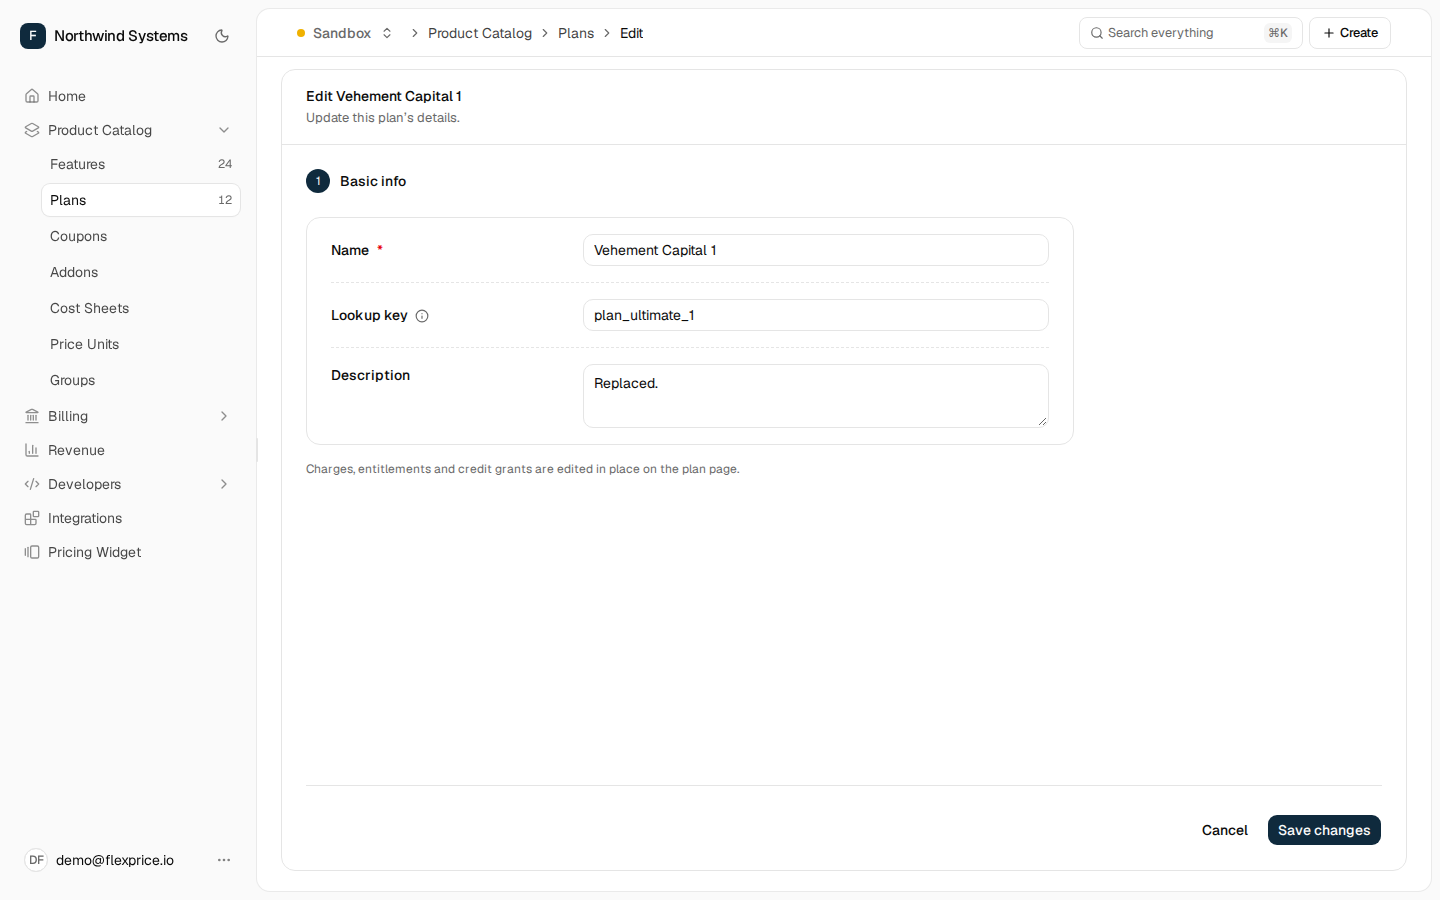 F Northwind Systems
Home
Product Catalog
Features 24
Plans 12
Coupons
Addons
Cost Sheets
Price Units
Groups
Billing
Revenue
Developers
Integrations
Pricing Widget
DF demo@flexprice.io
Sandbox Product Catalog Plans Edit
Search everything ⌘K
Create
Edit Vehement Capital 1
Update this plan's details.
1 Basic info
Name * Vehement Capital 1
Lookup key plan_ultimate_1
Description Replaced.
Charges, entitlements and credit grants are edited in place on the plan page.
Cancel Save changes